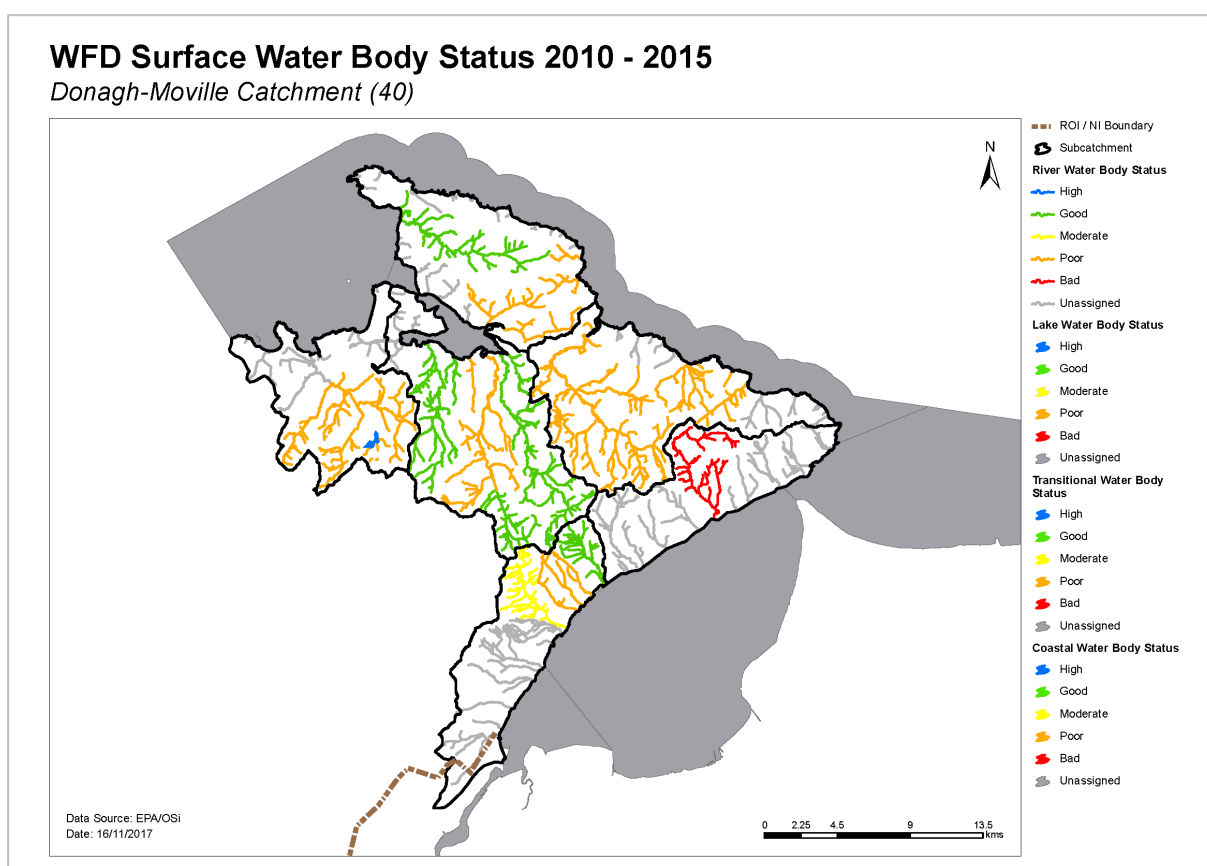 WFD Surface Water Body Status 2010 - 2015
Donagh-Moville Catchment (40)
N
ROI / NI Boundary
Subcatchment
River Water Body Status
High
Good
Moderate
Poor
Bad
Unassigned
Lake Water Body Status
High
Good
Moderate
Poor
Bad
Unassigned
Transitional Water Body
Status
High
Good
Moderate
Poor
Bad
Unassigned
Coastal Water Body Status
High
Good
Moderate
Poor
Bad
Unassigned
Data Source: EPA/OSi
Date: 16/11/2017
0 2.25 4.5 9 13.5
kms